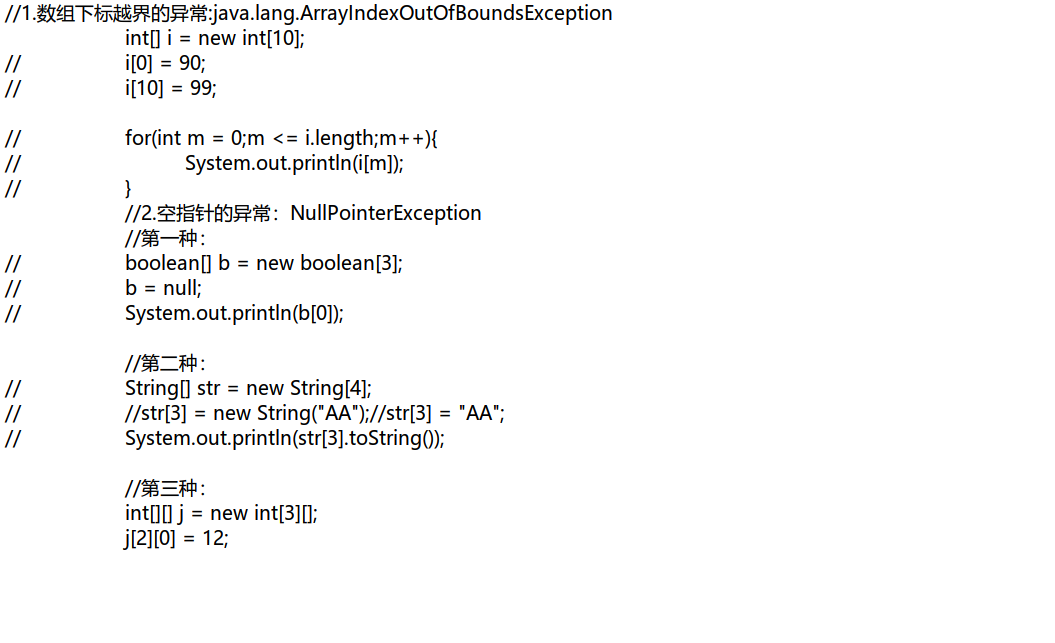 //1.数组下标越界的异常:java.lang.ArrayIndexOutOfBoundsException
int[] i = new int[10];
// i[0] = 90;
// i[10] = 99;
// for(int m = 0;m <= i.length;m++){
// System.out.println(i[m]);
// }
//2.空指针的异常：NullPointerException
//第一种：
// boolean[] b = new boolean[3];
// b = null;
// System.out.println(b[0]);
//第二种：
// String[] str = new String[4];
// //str[3] = new String("AA");//str[3] = "AA";
// System.out.println(str[3].toString());
//第三种：
int[][] j = new int[3][];
j[2][0] = 12;